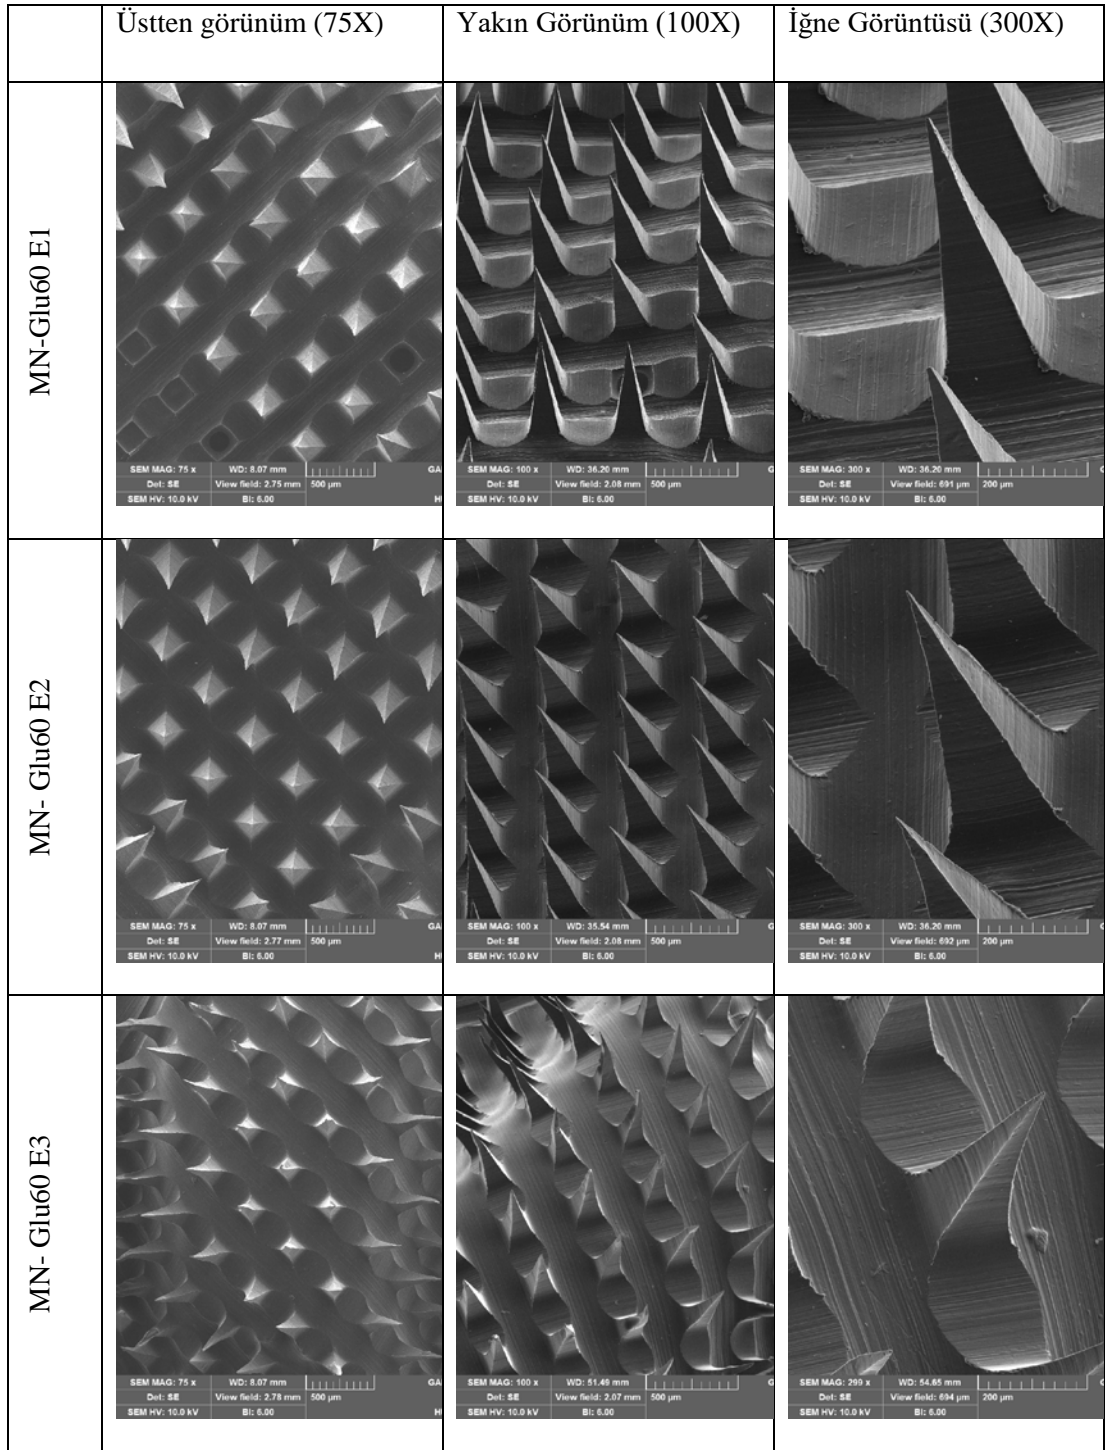 Üstten görünüm (75X)
Yakın Görünüm (100X)
İğne Görüntüsü (300X)
MN-Glu60 E1
SEM MAG: 75 x WD: 8.07 mm
Det: SE View field: 2.75 mm 500 µm GA
SEM HV: 10.0 kV BI: 6.00 H
SEM MAG: 100 x WD: 36.20 mm
Det: SE View field: 2.08 mm 500 µm
SEM HV: 10.0 kV BI: 6.00
SEM MAG: 300 x WD: 36.20 mm
Det: SE View field: 691 µm 200 µm
SEM HV: 10.0 kV BI: 6.00
MN- Glu60 E2
SEM MAG: 75 x WD: 8.07 mm
Det: SE View field: 2.77 mm 500 µm GA
SEM HV: 10.0 kV BI: 6.00 H
SEM MAG: 100 x WD: 35.54 mm
Det: SE View field: 2.08 mm 500 µm
SEM HV: 10.0 kV BI: 6.00
SEM MAG: 300 x WD: 36.20 mm
Det: SE View field: 692 µm 200 µm
SEM HV: 10.0 kV BI: 6.00
MN- Glu60 E3
SEM MAG: 75 x WD: 8.07 mm
Det: SE View field: 2.78 mm 500 µm GA
SEM HV: 10.0 kV BI: 6.00 H
SEM MAG: 100 x WD: 51.49 mm
Det: SE View field: 2.07 mm 500 µm
SEM HV: 10.0 kV BI: 6.00
SEM MAG: 299 x WD: 54.65 mm
Det: SE View field: 694 µm 200 µm
SEM HV: 10.0 kV BI: 6.00